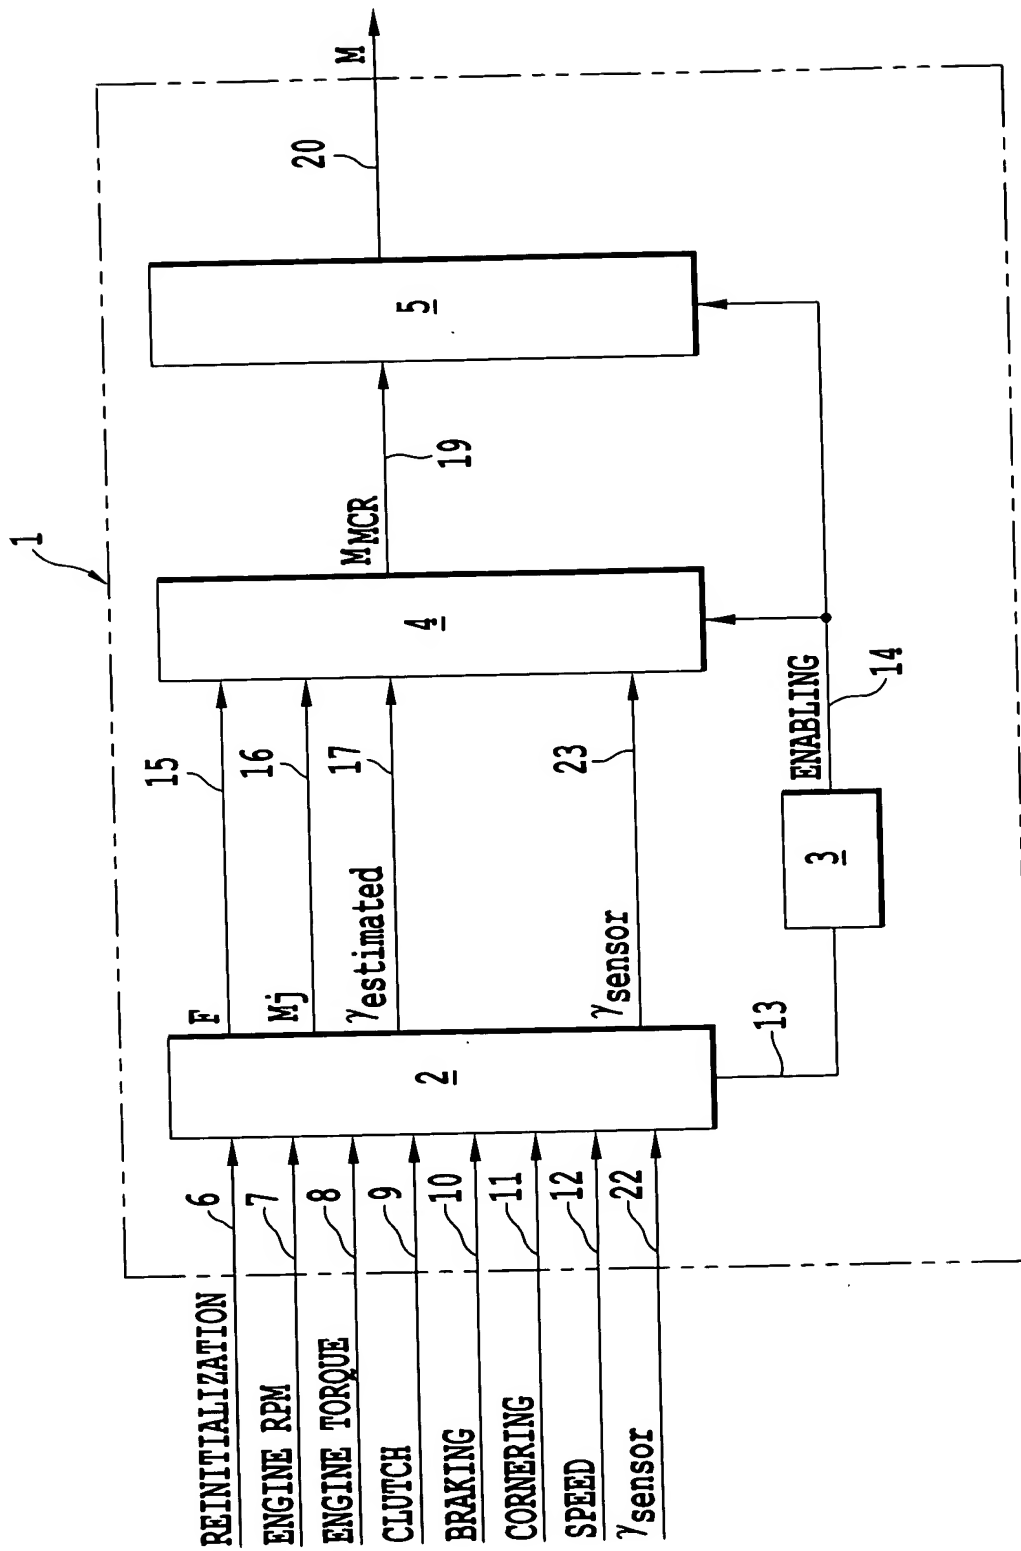 1
REINITIALIZATION
6
ENGINE RPM
7
ENGINE TORQUE
8
CLUTCH
9
BRAKING
10
CORNERING
11
SPEED
12
γsensor
22
2
F
15
Mj
16
γestimated
17
γsensor
23
13
3
ENABLING
14
4
MMCR
19
5
20
M